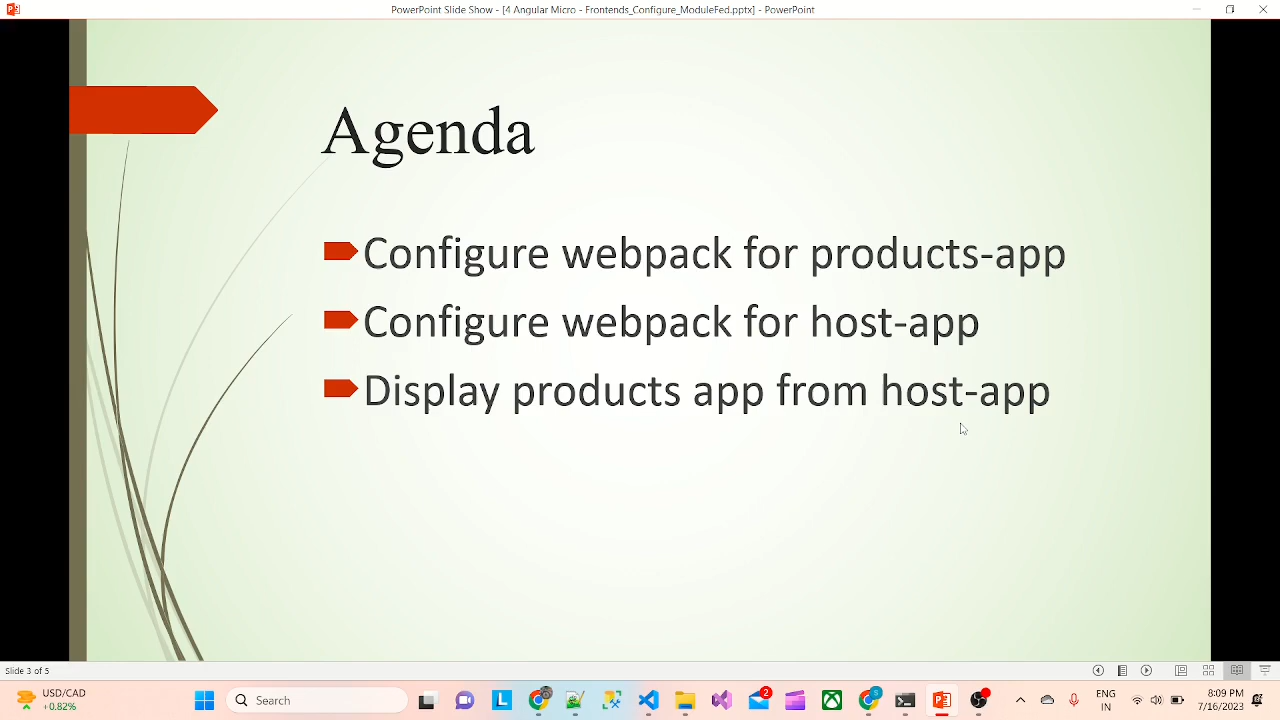 PowerPoint Slide Show - [4 Angular Micro - Frontends_Configure_ModuleFed.pptx] - PowerPoint
Agenda
Configure webpack for products-app
Configure webpack for host-app
Display products app from host-app
Slide 3 of 5
USD/CAD
+0.82%
Search
L
2
9
ENG
IN
8:09 PM
7/16/2023